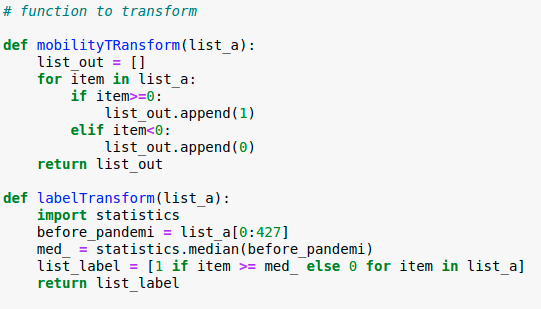 # function to transform

def mobilityTRansform(list_a):
    list_out = []
    for item in list_a:
        if item>=0:
            list_out.append(1)
        elif item<0:
            list_out.append(0)
    return list_out

def labelTransform(list_a):
    import statistics
    before_pandemi = list_a[0:427]
    med_ = statistics.median(before_pandemi)
    list_label = [1 if item >= med_ else 0 for item in list_a]
    return list_label